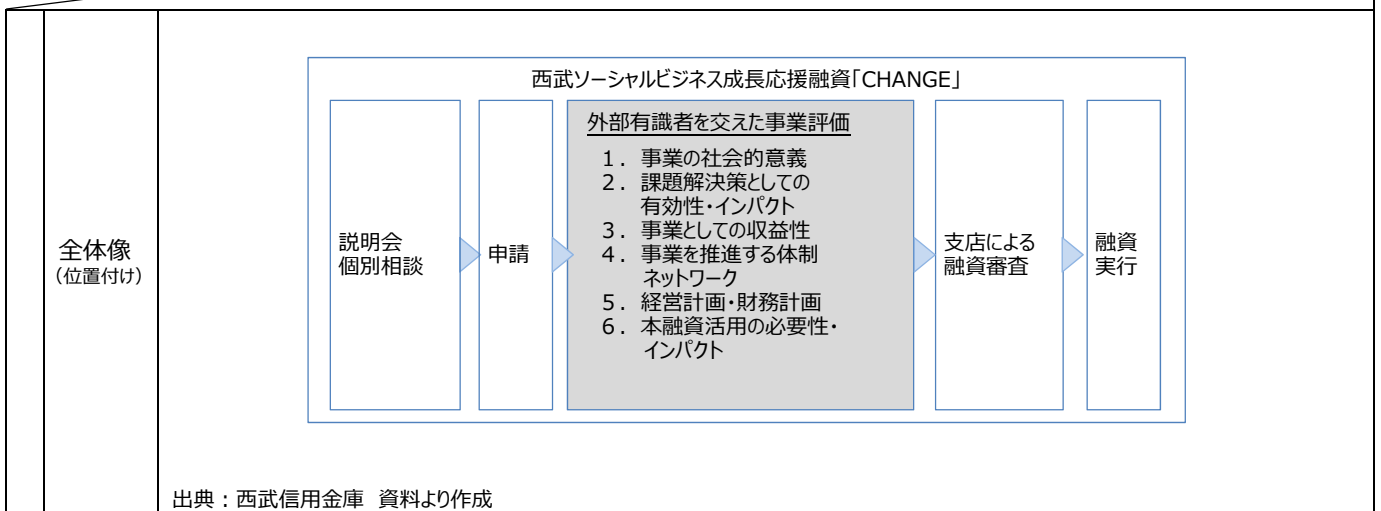 全体像
（位置付け）
西武ソーシャルビジネス成長応援融資「CHANGE」
説明会
個別相談
申請
外部有識者を交えた事業評価
１．事業の社会的意義
２．課題解決策としての
有効性・インパクト
３．事業としての収益性
４．事業を推進する体制
ネットワーク
５．経営計画・財務計画
６．本融資活用の必要性・
インパクト
支店による
融資審査
融資
実行
出典：西武信用金庫 資料より作成